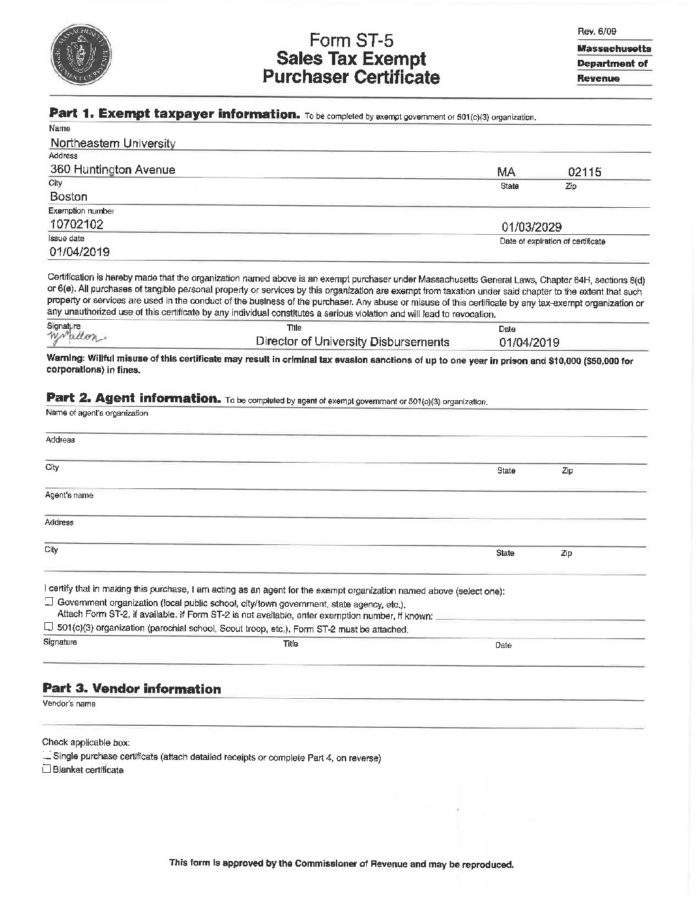 Form ST-5
Sales Tax Exempt
Purchaser Certificate
Rev. 6/09
Massachusetts
Department of
Revenue
Part 1. Exempt taxpayer information. To be completed by exempt government or 501(c)(3) organization.
Name
Northeastern University
Address
360 Huntington Avenue MA 02115
City State Zip
Boston
Exemption number
10702102 01/03/2029
Issue date Date of expiration of certificate
01/04/2019
Certification is hereby made that the organization named above is an exempt purchaser under Massachusetts General Laws, Chapter 64H, sections 6(d)
or 6(e). All purchases of tangible personal property or services by this organization are exempt from taxation under said chapter to the extent that such
property or services are used in the conduct of the business of the purchaser. Any abuse or misuse of this certificate by any tax-exempt organization or
any unauthorized use of this certificate by any individual constitutes a serious violation and will lead to revocation.
Signature Title Date
Director of University Disbursements 01/04/2019
Warning: Willful misuse of this certificate may result in criminal tax evasion sanctions of up to one year in prison and $10,000 ($50,000 for
corporations) in fines.
Part 2. Agent information. To be completed by agent of exempt government or 501(c)(3) organization.
Name of agent's organization
Address
City State Zip
Agent's name
Address
City State Zip
I certify that in making this purchase, I am acting as an agent for the exempt organization named above (select one):
Government organization (local public school, city/town government, state agency, etc.).
Attach Form ST-2, if available. If Form ST-2 is not available, enter exemption number, if known:
501(c)(3) organization (parochial school, Scout troop, etc.). Form ST-2 must be attached.
Signature Title Date
Part 3. Vendor information
Vendor's name
Check applicable box:
Single purchase certificate (attach detailed receipts or complete Part 4, on reverse)
Blanket certificate
This form is approved by the Commissioner of Revenue and may be reproduced.